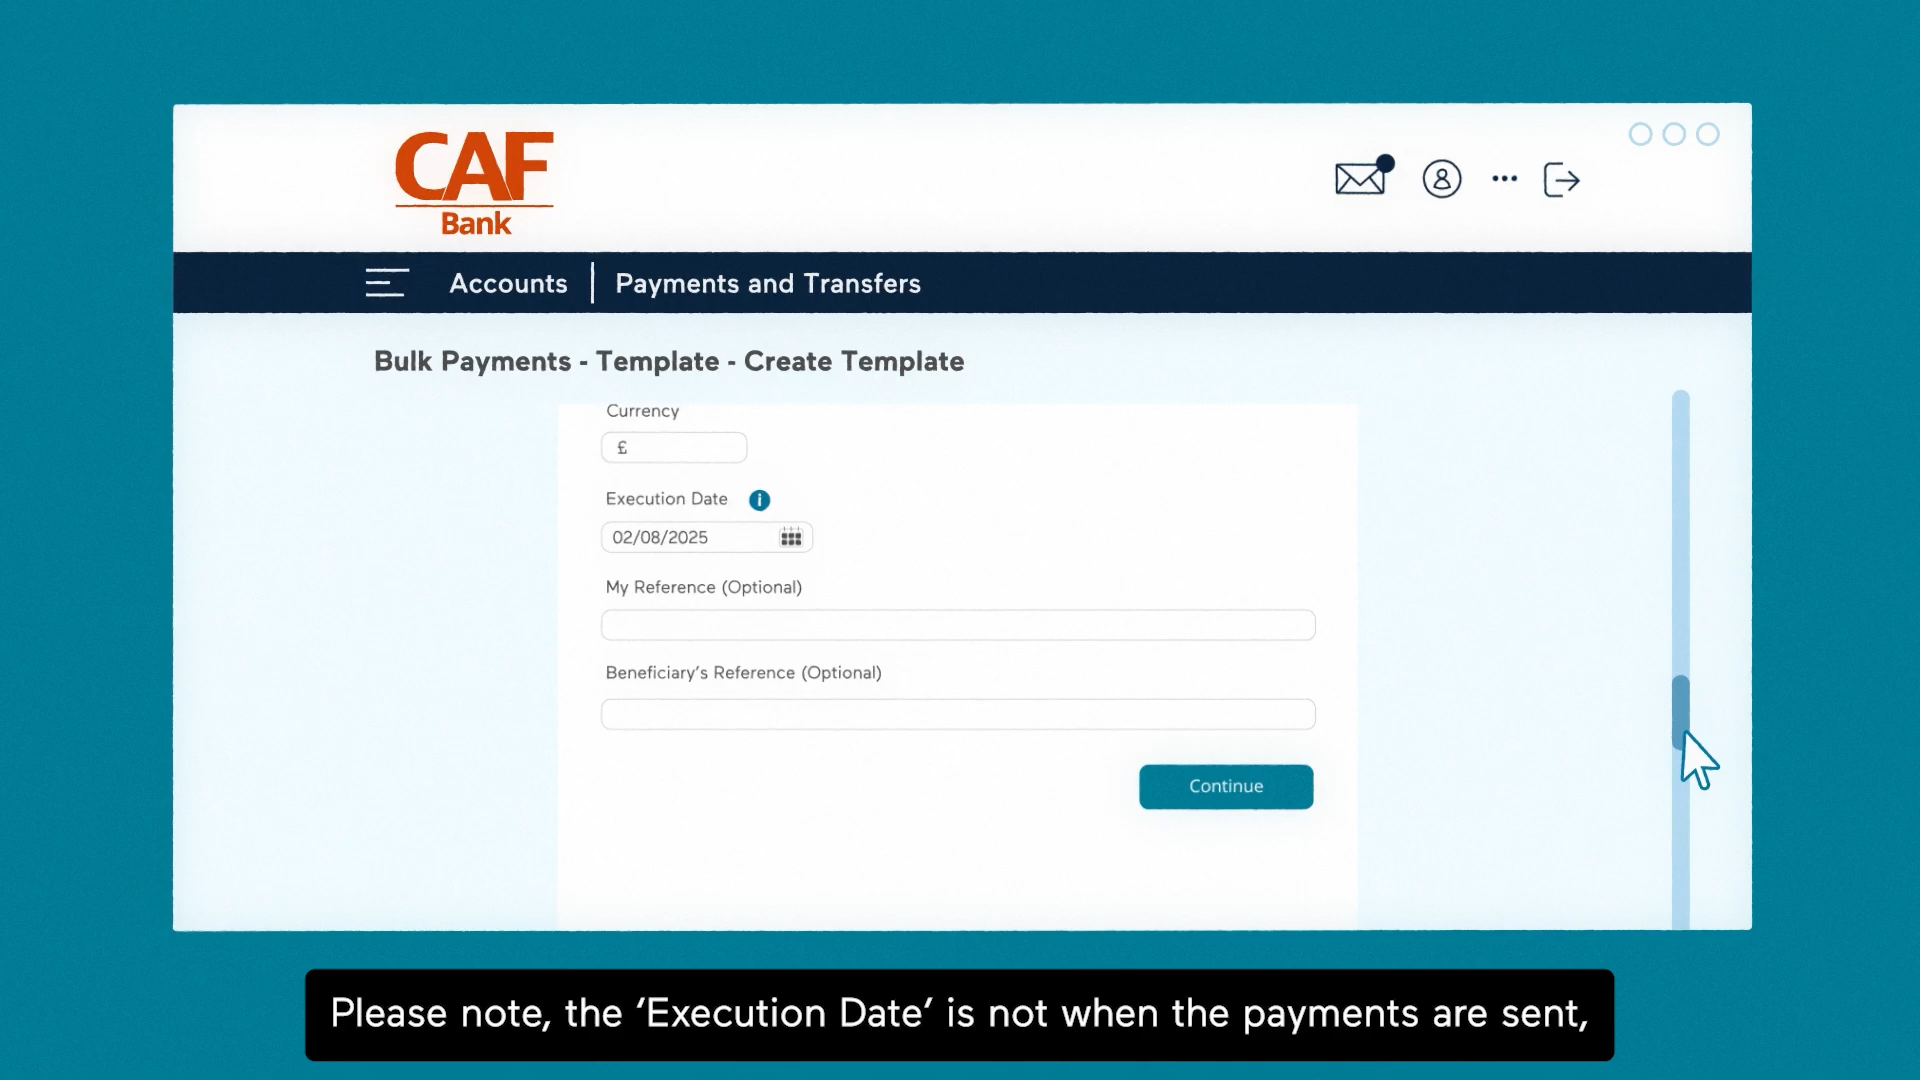 CAF
Bank
Accounts
Payments and Transfers
Bulk Payments - Template - Create Template
Currency
£
Execution Date i
02/08/2025
My Reference (Optional)
Beneficiary's Reference (Optional)
Continue
Please note, the ‘Execution Date’ is not when the payments are sent,